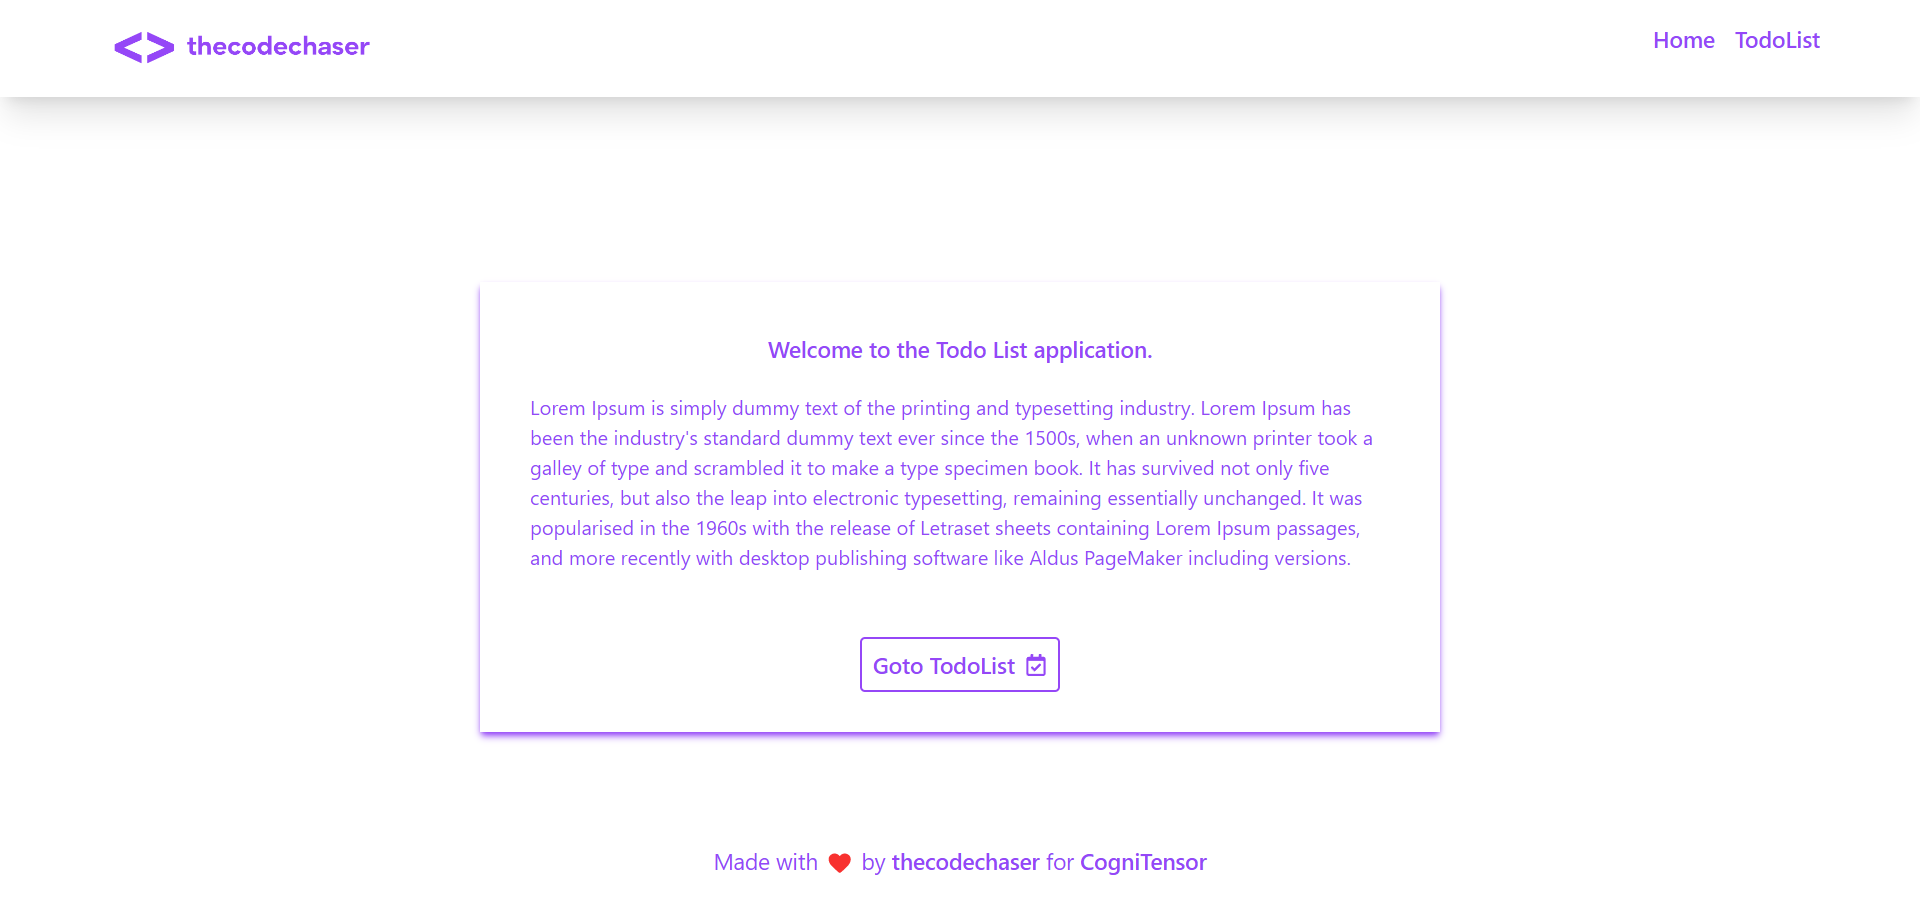 <> thecodechaser
Home TodoList
Welcome to the Todo List application.
Lorem Ipsum is simply dummy text of the printing and typesetting industry. Lorem Ipsum has
been the industry's standard dummy text ever since the 1500s, when an unknown printer took a
galley of type and scrambled it to make a type specimen book. It has survived not only five
centuries, but also the leap into electronic typesetting, remaining essentially unchanged. It was
popularised in the 1960s with the release of Letraset sheets containing Lorem Ipsum passages,
and more recently with desktop publishing software like Aldus PageMaker including versions.
Goto TodoList
Made with ❤ by thecodechaser for CogniTensor